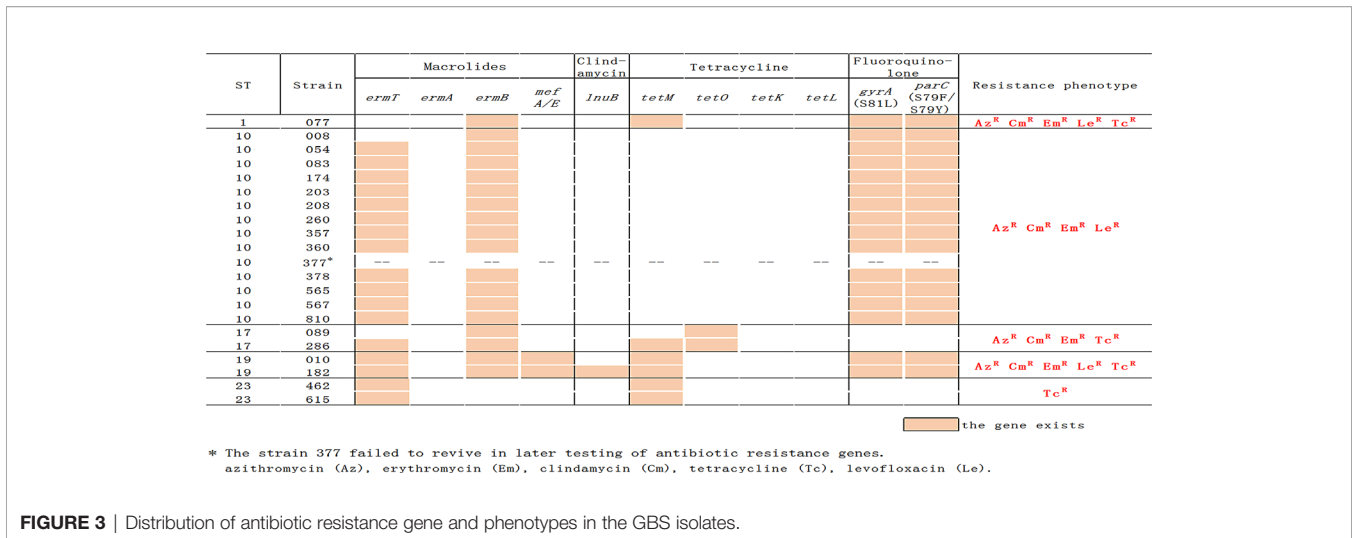 ST Strain Macrolides Clind-amycin Tetracycline Fluoroquino-lone Resistance phenotype
ermT ermA ermB mef A/E lnuB tetM tetO tetK tetL gyrA (S81L) parC (S79F/ S79Y)
1 077 Azᴿ Cmᴿ Emᴿ Leᴿ Tcᴿ
10 008
10 054
10 083
10 174
10 203
10 208
10 260
10 357 Azᴿ Cmᴿ Emᴿ Leᴿ
10 360
10 377* -- -- -- -- -- -- -- -- -- -- --
10 378
10 565
10 567
10 810
17 089
17 286 Azᴿ Cmᴿ Emᴿ Tcᴿ
19 010
19 182 Azᴿ Cmᴿ Emᴿ Leᴿ Tcᴿ
23 462
23 615 Tcᴿ
the gene exists
* The strain 377 failed to revive in later testing of antibiotic resistance genes.
azithromycin (Az), erythromycin (Em), clindamycin (Cm), tetracycline (Tc), levofloxacin (Le).
FIGURE 3 | Distribution of antibiotic resistance gene and phenotypes in the GBS isolates.